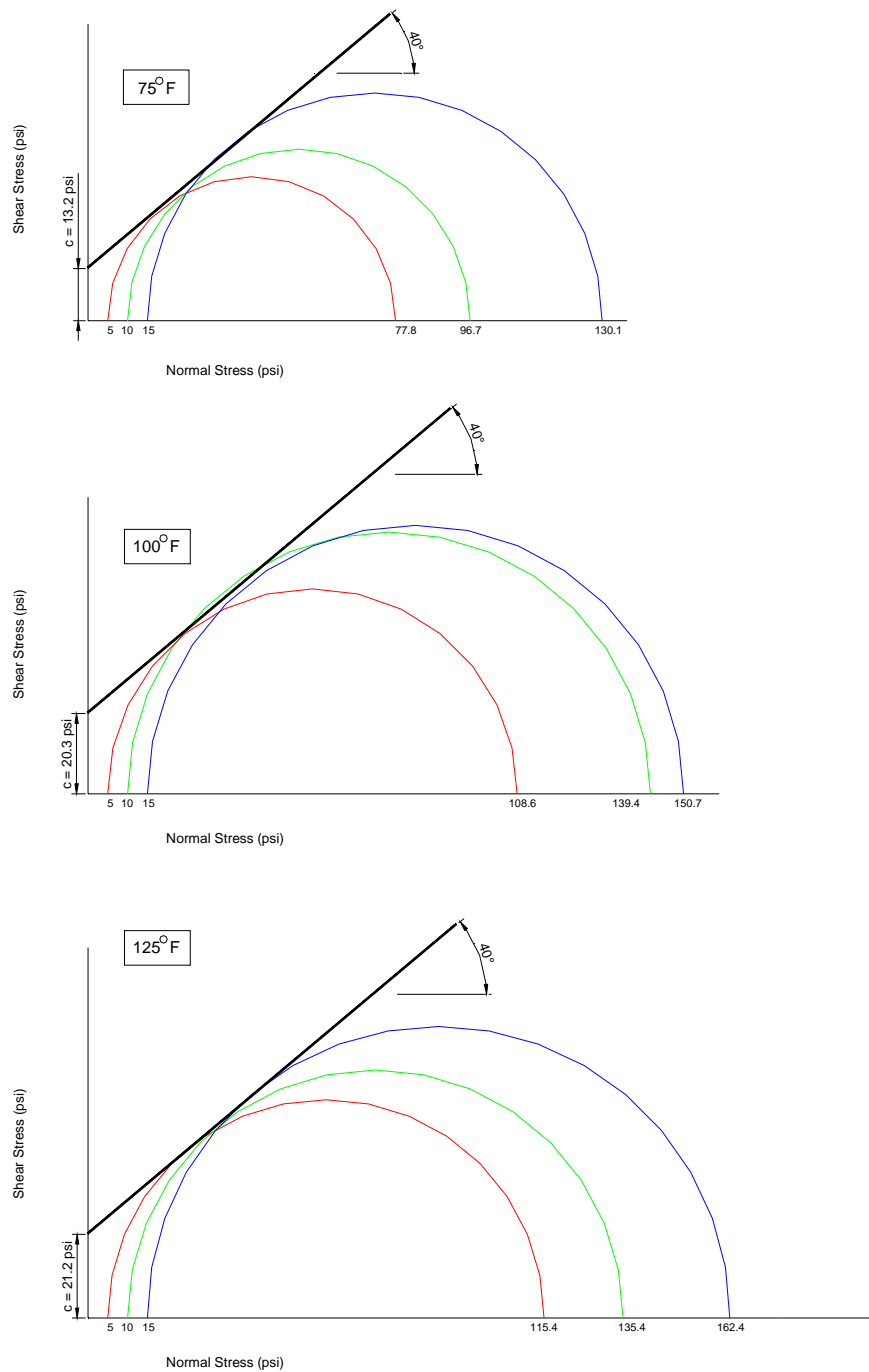 40°
75°F
Shear Stress (psi)
c = 13.2 psi
5 10 15 77.8 96.7 130.1
Normal Stress (psi)
40°
100°F
Shear Stress (psi)
c = 20.3 psi
5 10 15 108.6 139.4 150.7
Normal Stress (psi)
125°F
40°
Shear Stress (psi)
c = 21.2 psi
5 10 15 115.4 135.4 162.4
Normal Stress (psi)